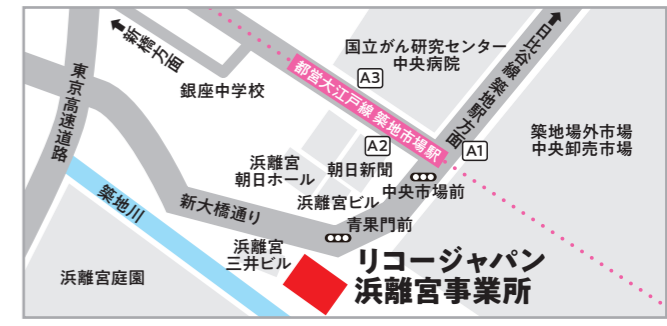 新橋方面
国立がん研究センター
中央病院
日比谷線 築地駅方面
東京高速道路
銀座中学校
都営大江戸線 築地市場駅
A3
A2
A1
築地場外市場
中央卸売市場
浜離宮
朝日ホール
朝日新聞
浜離宮ビル
中央市場前
築地川
新大橋通り
青果門前
浜離宮
三井ビル
浜離宮庭園
リコージャパン
浜離宮事業所